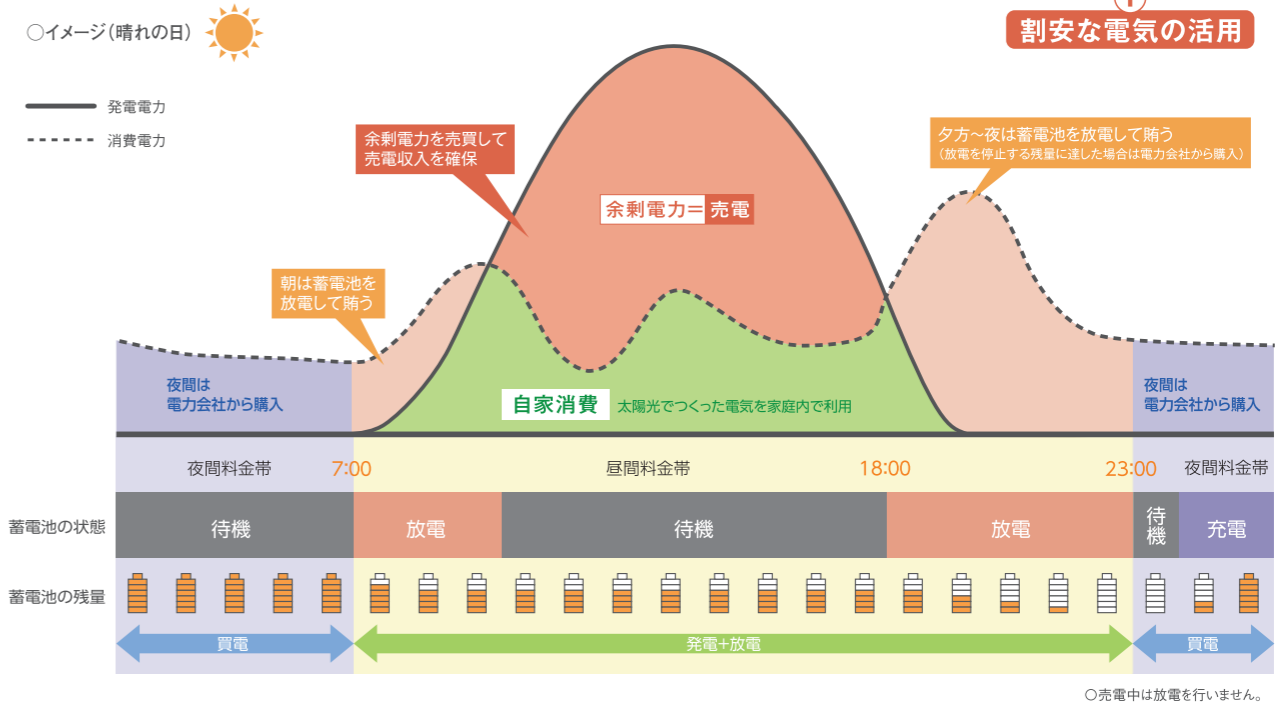 ○イメージ（晴れの日）
割安な電気の活用
発電電力
消費電力
余剰電力を売買して
売電収入を確保
夕方～夜は蓄電池を放電して賄う
（放電を停止する残量に達した場合は電力会社から購入）
余剰電力＝売電
朝は蓄電池を
放電して賄う
夜間は
電力会社から購入
自家消費 太陽光でつくった電気を家庭内で利用
夜間は
電力会社から購入
夜間料金帯 7:00 昼間料金帯 18:00 23:00 夜間料金帯
蓄電池の状態 待機 放電 待機 放電 待機 充電
蓄電池の残量
買電 発電+放電 買電
○売電中は放電を行いません。